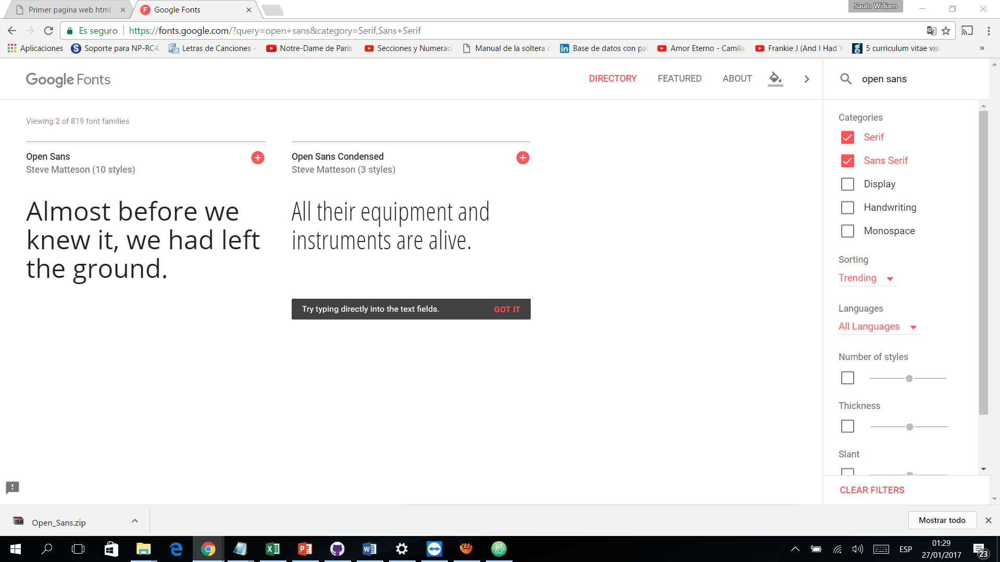 Primer pagina web html
Google Fonts
Saulo William
Es seguro
https://fonts.google.com/?query=open+sans&category=Serif,Sans+Serif
Aplicaciones
Soporte para NP-RC4
Letras de Canciones -
Notre-Dame de Paris
Secciones y Numeraci
Manual de la soltera c
in Base de datos con pa
Amor Eterno - Camila
Frankie J (And I Had Y
5 curriculum vitae visu
»
Google Fonts
DIRECTORY
FEATURED
ABOUT
open sans
Viewing 2 of 819 font families
Open Sans
Steve Matteson (10 styles)
Almost before we
knew it, we had left
the ground.
Open Sans Condensed
Steve Matteson (3 styles)
All their equipment and
instruments are alive.
Try typing directly into the text fields.
GOT IT
Categories
Serif
Sans Serif
Display
Handwriting
Monospace
Sorting
Trending
Languages
All Languages
Number of styles
Thickness
Slant
CLEAR FILTERS
Open_Sans.zip
Mostrar todo
ESP
01:29
27/01/2017
23